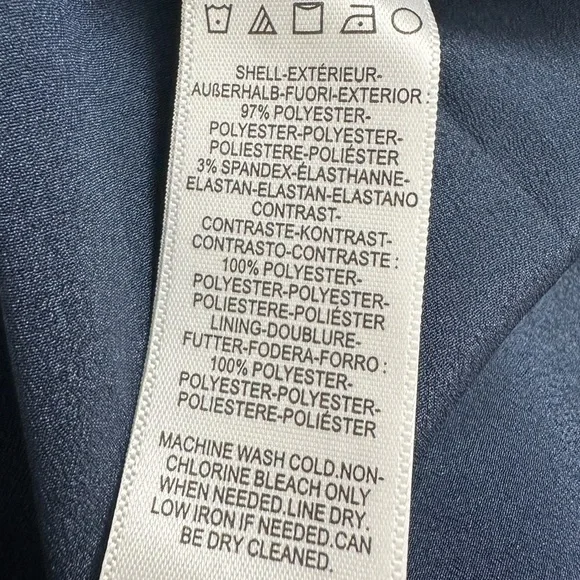 SHELL-EXTÉRIEUR-
AUßERHALB-FUORI-EXTERIOR :
97% POLYESTER-
POLYESTER-POLYESTER-
POLIESTERE-POLIÉSTER
3% SPANDEX-ÉLASTHANNE-
ELASTAN-ELASTAN-ELASTANO
CONTRAST-
CONTRASTE-KONTRAST-
CONTRASTO-CONTRASTE :
100% POLYESTER-
POLYESTER-POLYESTER-
POLIESTERE-POLIÉSTER
LINING-DOUBLURE-
FUTTER-FODERA-FORRO :
100% POLYESTER-
POLYESTER-POLYESTER-
POLIESTERE-POLIÉSTER
MACHINE WASH COLD.NON-
CHLORINE BLEACH ONLY
WHEN NEEDED.LINE DRY.
LOW IRON IF NEEDED.CAN
BE DRY CLEANED.